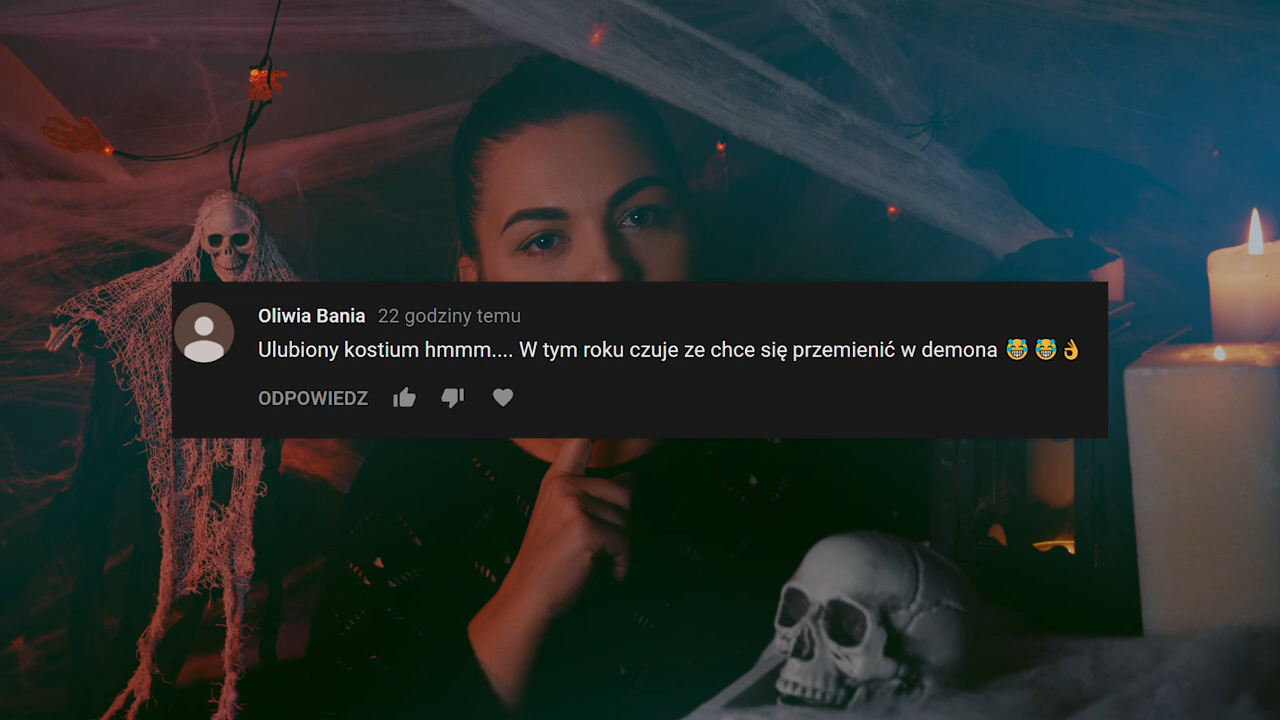 Oliwia Bania 22 godziny temu
Ulubiony kostium hmmm.... W tym roku czuje ze chce się przemienić w demona 😹 😹 👌
ODPOWIEDZ